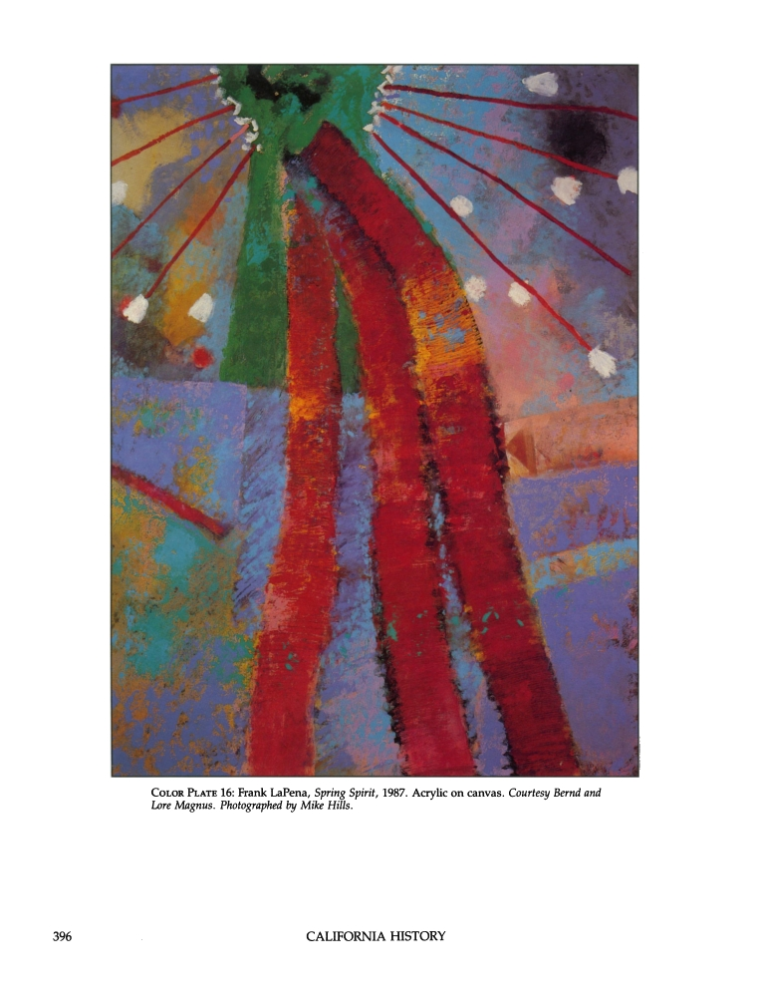 COLOR PLATE 16: Frank LaPena, Spring Spirit, 1987. Acrylic on canvas. Courtesy Bernd and
Lore Magnus. Photographed by Mike Hills.
396 CALIFORNIA HISTORY